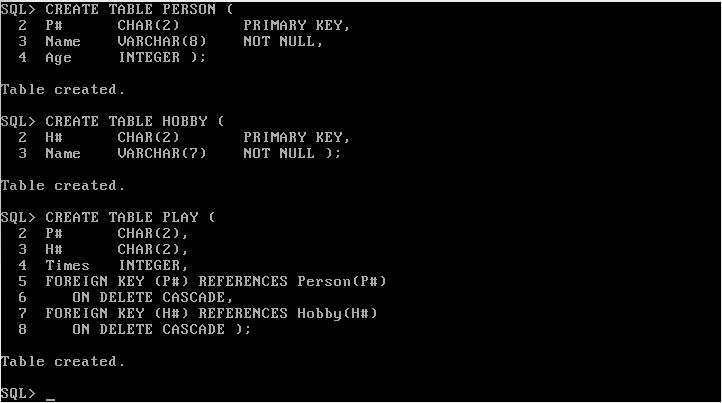 SQL> CREATE TABLE PERSON (
  2  P#      CHAR(2)       PRIMARY KEY,
  3  Name    VARCHAR(8)    NOT NULL,
  4  Age     INTEGER );
Table created.
SQL> CREATE TABLE HOBBY (
  2  H#      CHAR(2)       PRIMARY KEY,
  3  Name    VARCHAR(7)    NOT NULL );
Table created.
SQL> CREATE TABLE PLAY (
  2  P#      CHAR(2),
  3  H#      CHAR(2),
  4  Times   INTEGER,
  5  FOREIGN KEY (P#) REFERENCES Person(P#)
  6     ON DELETE CASCADE,
  7  FOREIGN KEY (H#) REFERENCES Hobby(H#)
  8     ON DELETE CASCADE );
Table created.
SQL> _